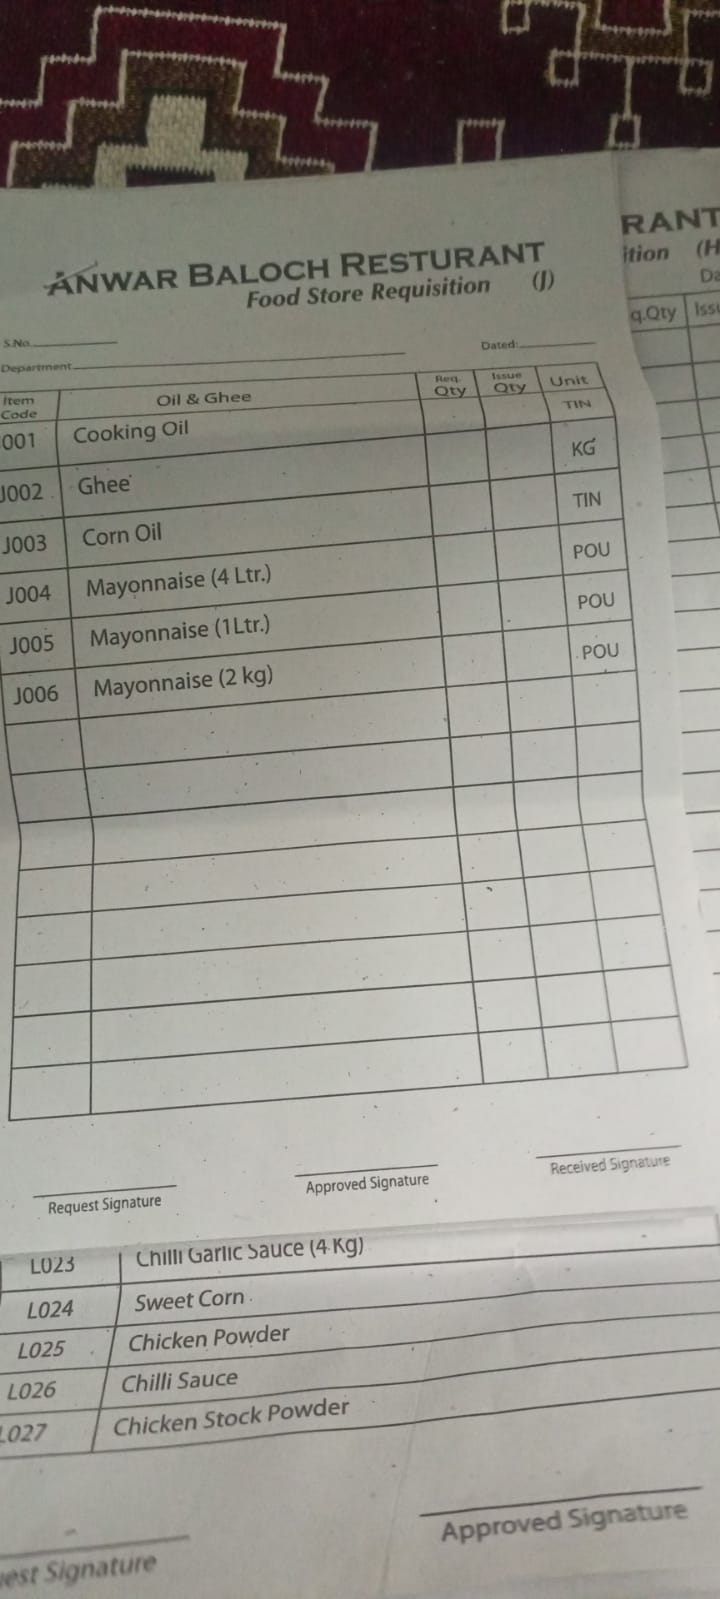 ANWAR BALOCH RESTURANT
Food Store Requisition (J)
S.No.
Dated:
Department
Item Code Oil & Ghee Req. Qty Issue Qty Unit
001 Cooking Oil TIN
J002 Ghee KG
J003 Corn Oil TIN
J004 Mayonnaise (4 Ltr.) POU
J005 Mayonnaise (1Ltr.) POU
J006 Mayonnaise (2 kg) POU
Request Signature Approved Signature Received Signature
RANT
ition (H
Da
q.Qty Issu
L023 Chilli Garlic Sauce (4 Kg)
L024 Sweet Corn
L025 Chicken Powder
L026 Chilli Sauce
L027 Chicken Stock Powder
uest Signature Approved Signature